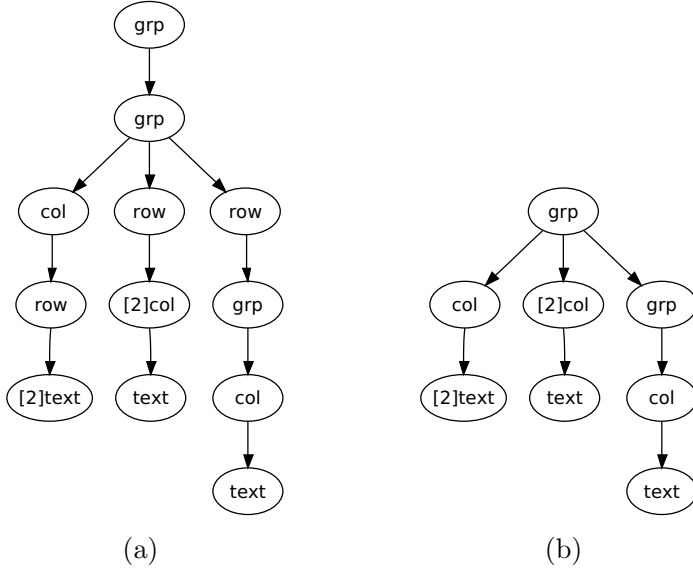 grp
grp
col row row grp
row [2]col grp col [2]col grp
[2]text text col [2]text text col
text text
(a) (b)